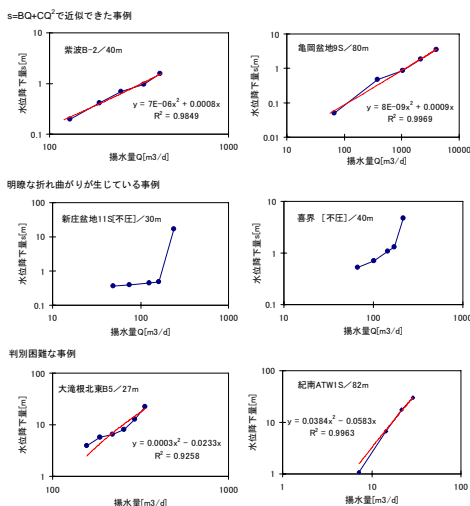 s=BQ+CQ²で近似できた事例
紫波B-2／40m
水位降下量s[m]
10
1
0.1
100
1000
y = 7E-06x² + 0.0008x
R² = 0.9849
揚水量Q[m3/d]
亀岡盆地9S／80m
水位降下量s[m]
10
1
0.1
0.01
10
100
1000
10000
y = 8E-09x² + 0.0009x
R² = 0.9969
揚水量Q[m3/d]
明瞭な折れ曲がりが生じている事例
新庄盆地11S[不圧]／30m
水位降下量s[m]
100
10
1
0.1
10
100
1000
揚水量Q[m3/d]
喜界 [不圧]／40m
水位降下量s[m]
10
1
0.1
10
100
1000
揚水量Q[m3/d]
判別困難な事例
大滝根北東B5／27m
水位降下量[m]
100
10
1
100
1000
y = 0.0003x² - 0.0233x
R² = 0.9258
揚水量[m3/d]
紀南ATW1S／82m
水位降下量[m]
100
10
1
1
10
100
y = 0.0384x² - 0.0583x
R² = 0.9963
揚水量[m3/d]